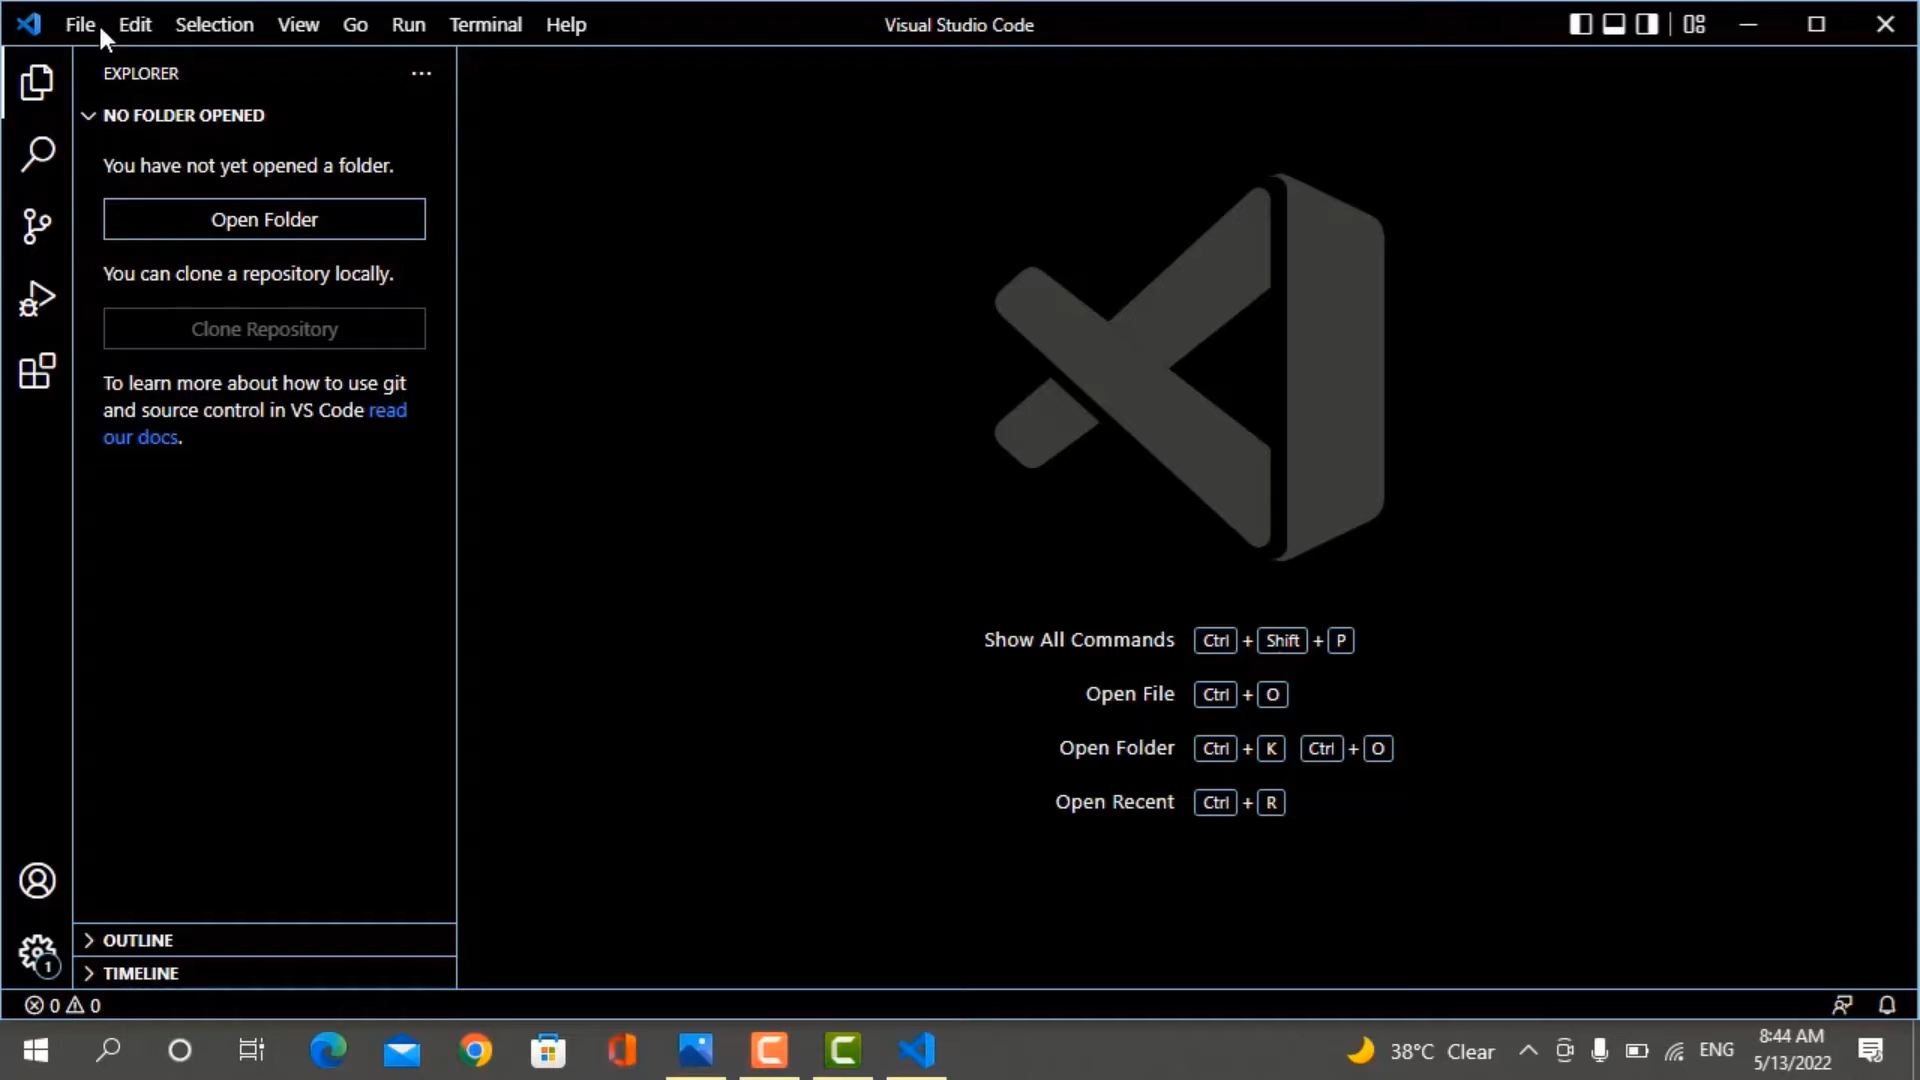 File Edit Selection View Go Run Terminal Help
Visual Studio Code
EXPLORER
NO FOLDER OPENED
You have not yet opened a folder.
Open Folder
You can clone a repository locally.
Clone Repository
To learn more about how to use git
and source control in VS Code read
our docs.
Show All Commands Ctrl + Shift + P
Open File Ctrl + O
Open Folder Ctrl + K Ctrl + O
Open Recent Ctrl + R
1
OUTLINE
TIMELINE
0 0
38°C Clear
ENG
8:44 AM
5/13/2022